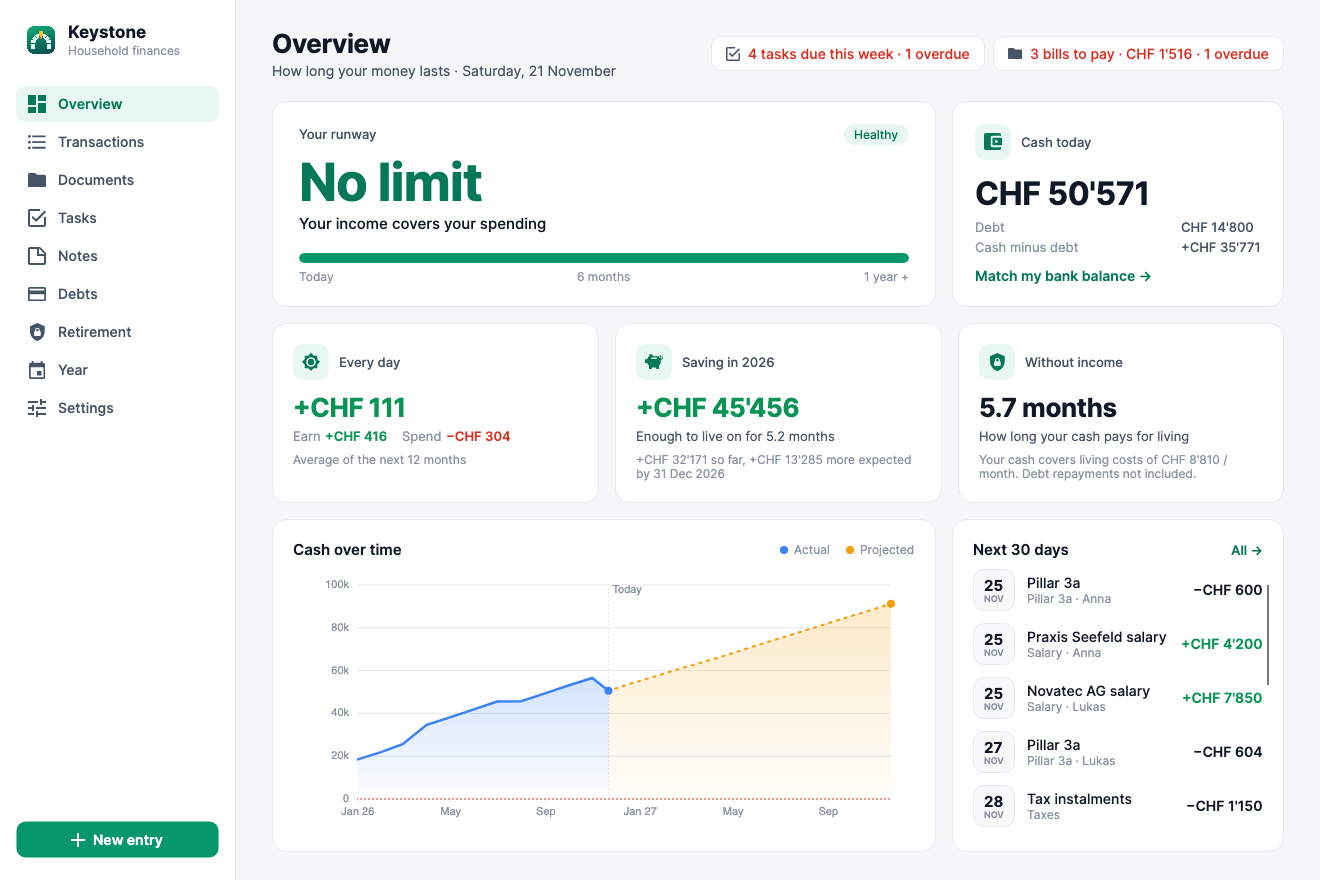 Keystone
Household finances
Overview
Transactions
Documents
Tasks
Notes
Debts
Retirement
Year
Settings
New entry
Overview
How long your money lasts · Saturday, 21 November
4 tasks due this week · 1 overdue
3 bills to pay · CHF 1'516 · 1 overdue
Your runway
Healthy
No limit
Your income covers your spending
Today
6 months
1 year +
Cash today
CHF 50'571
Debt CHF 14'800
Cash minus debt +CHF 35'771
Match my bank balance →
Every day
+CHF 111
Earn +CHF 416 Spend −CHF 304
Average of the next 12 months
Saving in 2026
+CHF 45'456
Enough to live on for 5.2 months
+CHF 32'171 so far, +CHF 13'285 more expected
by 31 Dec 2026
Without income
5.7 months
How long your cash pays for living
Your cash covers living costs of CHF 8'810 /
month. Debt repayments not included.
Cash over time
Actual
Projected
100k
80k
60k
40k
20k
0
Today
Jan 26
May
Sep
Jan 27
May
Sep
Next 30 days
All →
25 NOV
Pillar 3a
Pillar 3a · Anna
−CHF 600
25 NOV
Praxis Seefeld salary
Salary · Anna
+CHF 4'200
25 NOV
Novatec AG salary
Salary · Lukas
+CHF 7'850
27 NOV
Pillar 3a
Pillar 3a · Lukas
−CHF 604
28 NOV
Tax instalments
Taxes
−CHF 1'150